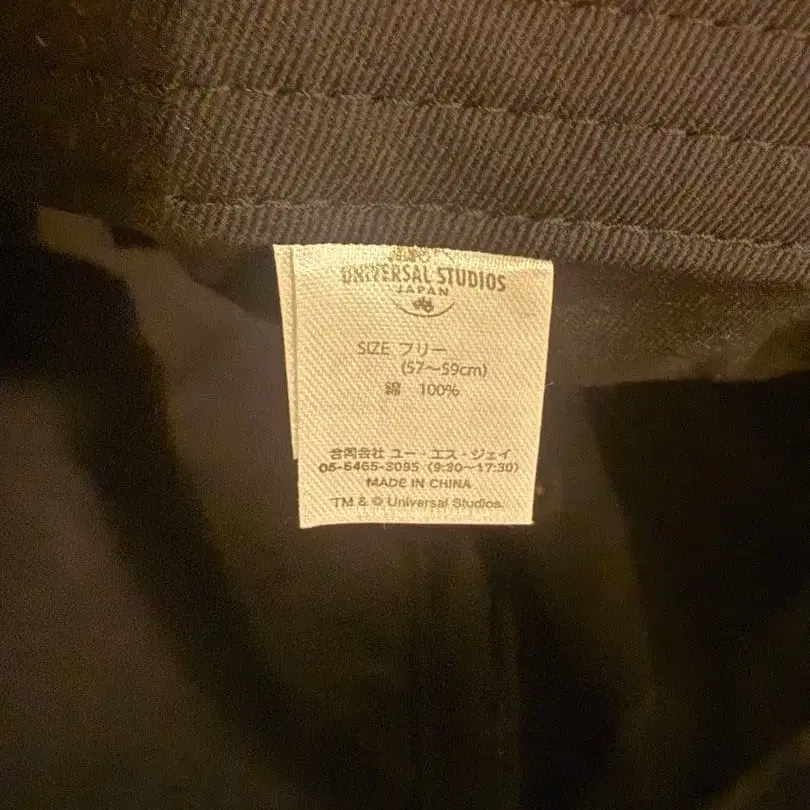 UNIVERSAL STUDIOS
JAPAN
SIZE フリー
(57～59cm)
綿 100%
合同会社 ユー・エス・ジェイ
06-6465-3095 (9:30～17:30)
MADE IN CHINA
TM & © Universal Studios.